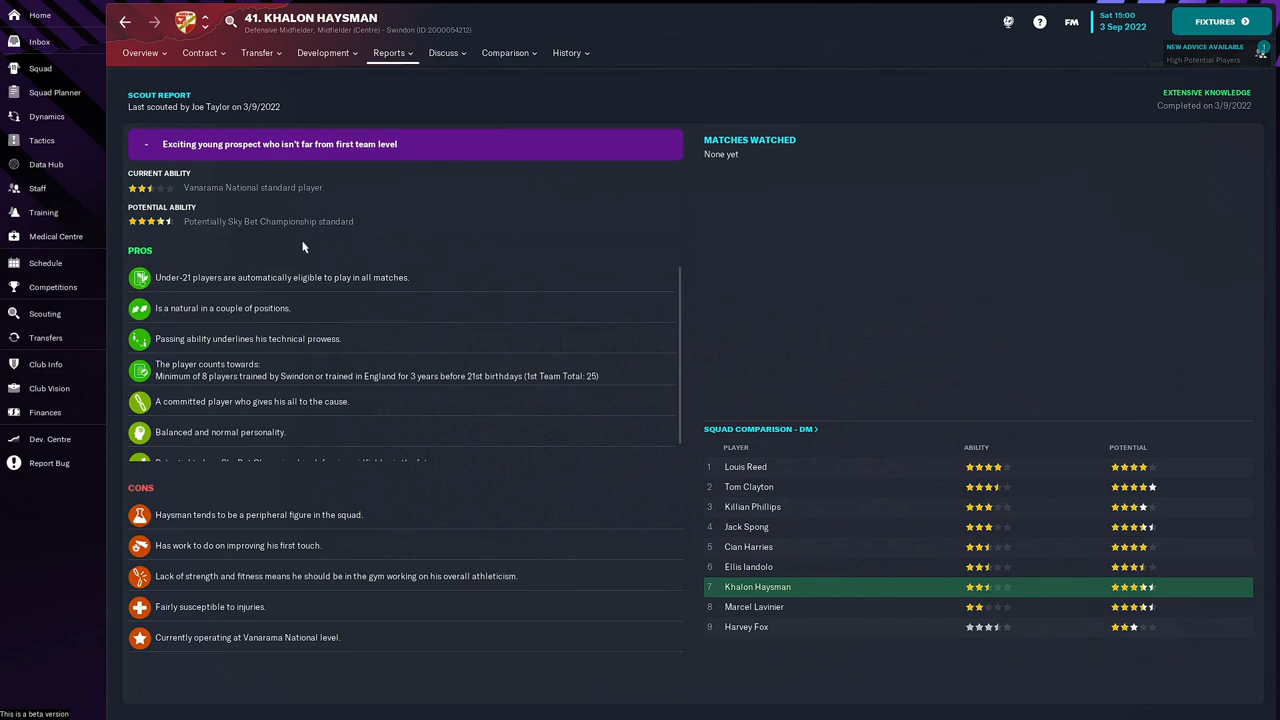 Home
Inbox
Squad
Squad Planner
Dynamics
Tactics
Data Hub
Staff
Training
Medical Centre
Schedule
Competitions
Scouting
Transfers
Club Info
Club Vision
Finances
Dev. Centre
Report Bug
This is a beta version
41. KHALON HAYSMAN
Defensive Midfielder, Midfielder (Centre) - Swindon (ID:2000054212)
FM
Sat 15:00
3 Sep 2022
FIXTURES
Overview
Contract
Transfer
Development
Reports
Discuss
Comparison
History
NEW ADVICE AVAILABLE
High Potential Players
1
SCOUT REPORT
Last scouted by Joe Taylor on 3/9/2022
EXTENSIVE KNOWLEDGE
Completed on 3/9/2022
- Exciting young prospect who isn't far from first team level
CURRENT ABILITY
Vanarama National standard player.
POTENTIAL ABILITY
Potentially Sky Bet Championship standard
PROS
Under-21 players are automatically eligible to play in all matches.
Is a natural in a couple of positions.
Passing ability underlines his technical prowess.
The player counts towards:
Minimum of 8 players trained by Swindon or trained in England for 3 years before 21st birthdays (1st Team Total: 25)
A committed player who gives his all to the cause.
Balanced and normal personality.
CONS
Haysman tends to be a peripheral figure in the squad.
Has work to do on improving his first touch.
Lack of strength and fitness means he should be in the gym working on his overall athleticism.
Fairly susceptible to injuries.
Currently operating at Vanarama National level.
MATCHES WATCHED
None yet
SQUAD COMPARISON - DM >
PLAYER ABILITY POTENTIAL
1 Louis Reed
2 Tom Clayton
3 Killian Phillips
4 Jack Spong
5 Cian Harries
6 Ellis Iandolo
7 Khalon Haysman
8 Marcel Lavinier
9 Harvey Fox